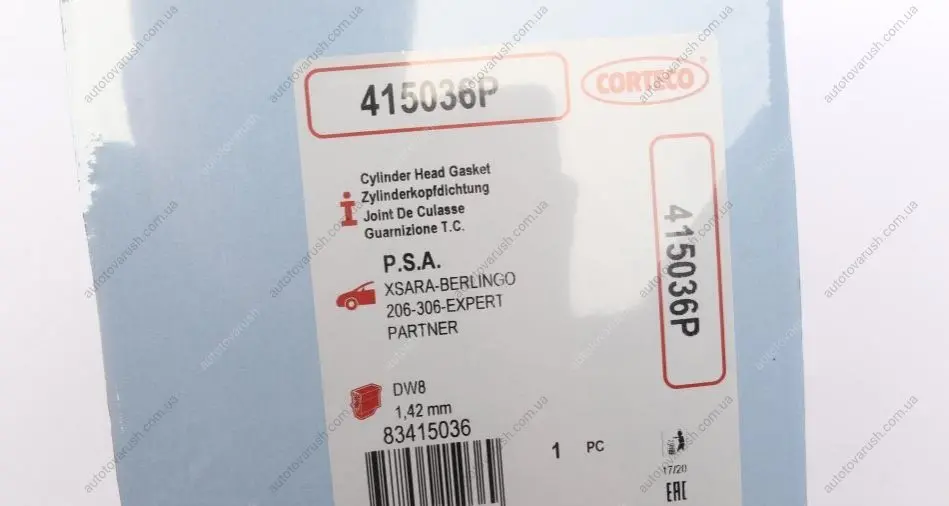 415036P
CORTECO
Cylinder Head Gasket
Zylinderkopfdichtung
Joint De Culasse
Guarnizione T.C.
P.S.A.
XSARA-BERLINGO
206-306-EXPERT
PARTNER
415036P
DW8
1,42 mm
83415036
1 PC
17/20
EAC
autotovarush.com.ua